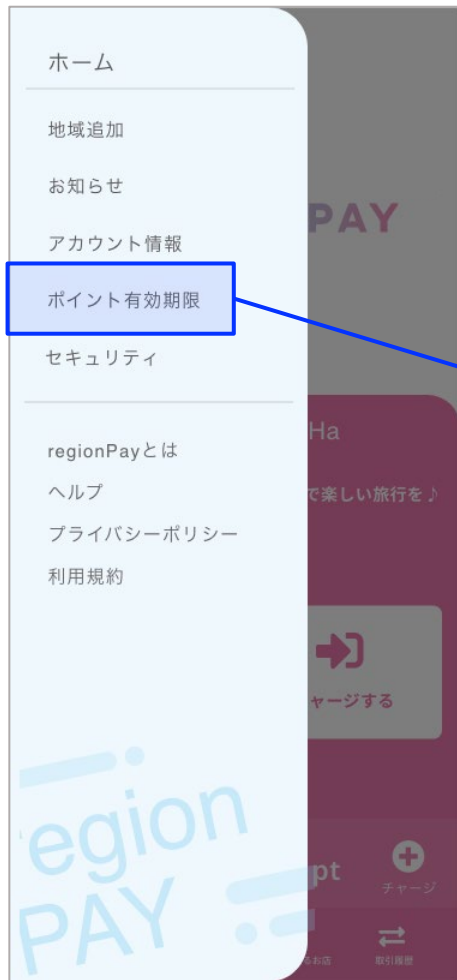 ホーム
地域追加
お知らせ
PAY
アカウント情報
ポイント有効期限
セキュリティ
Ha
regionPayとは
ヘルプ
で楽しい旅行を♪
プライバシーポリシー
利用規約
ャージする
egion
PAY
pt
チャージ
るお店
取引履歴